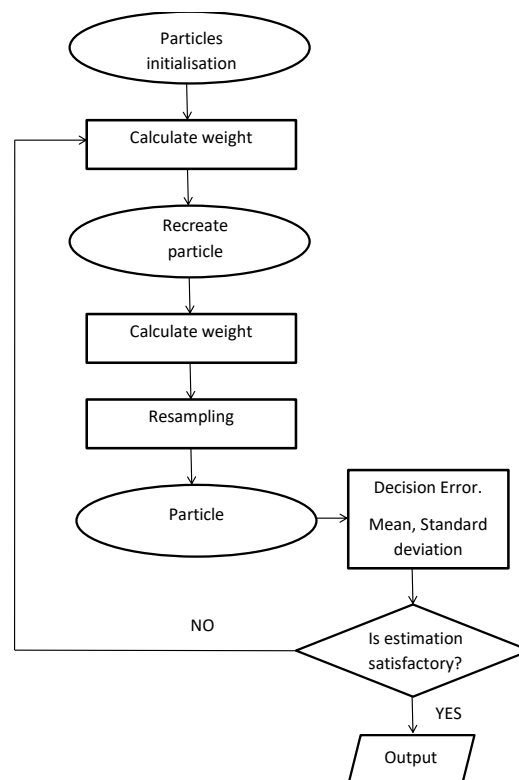 Particles
initialisation
Calculate weight
Recreate
particle
Calculate weight
Resampling
Particle
Decision Error.
Mean, Standard
deviation
NO
Is estimation
satisfactory?
YES
Output